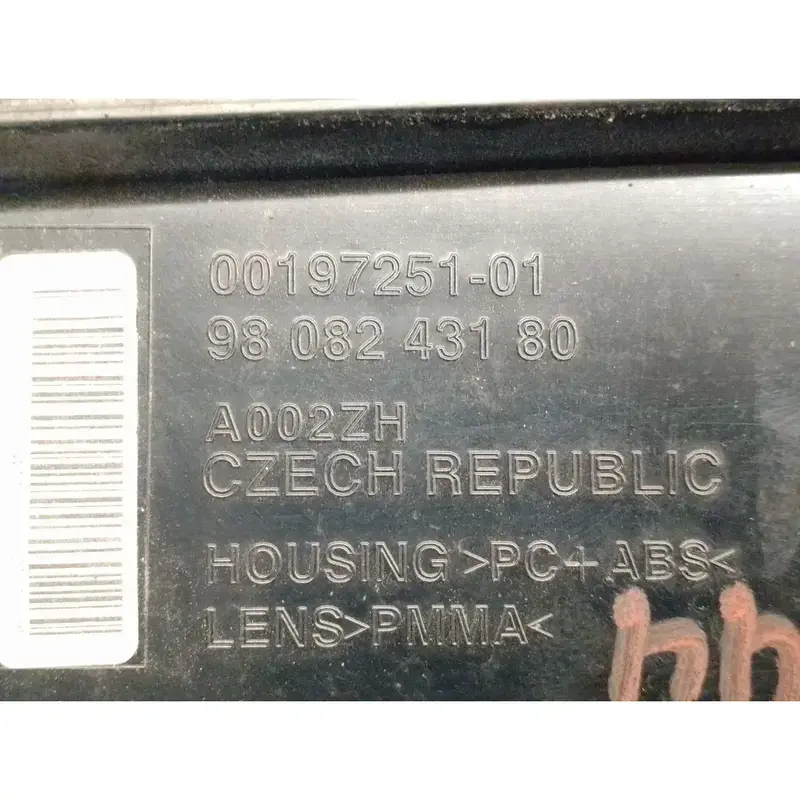 00197251-01
98 082 431 80
A002ZH
CZECH REPUBLIC
HOUSING >PC+ABS<
LENS>PMMA<